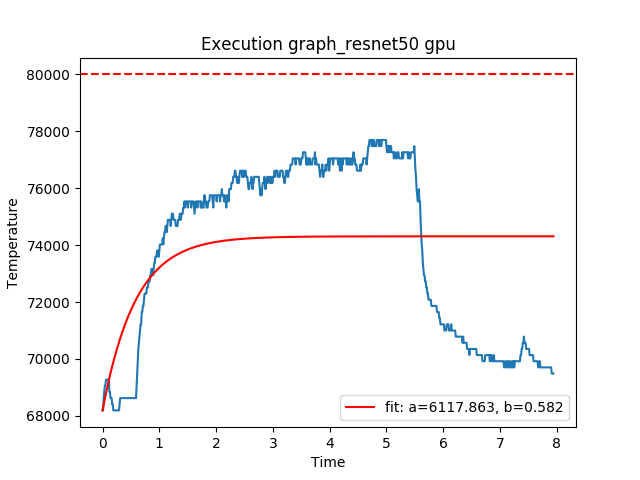 Execution graph_resnet50 gpu
Temperature
80000
78000
76000
74000
72000
70000
68000
0 1 2 3 4 5 6 7 8
Time
fit: a=6117.863, b=0.582